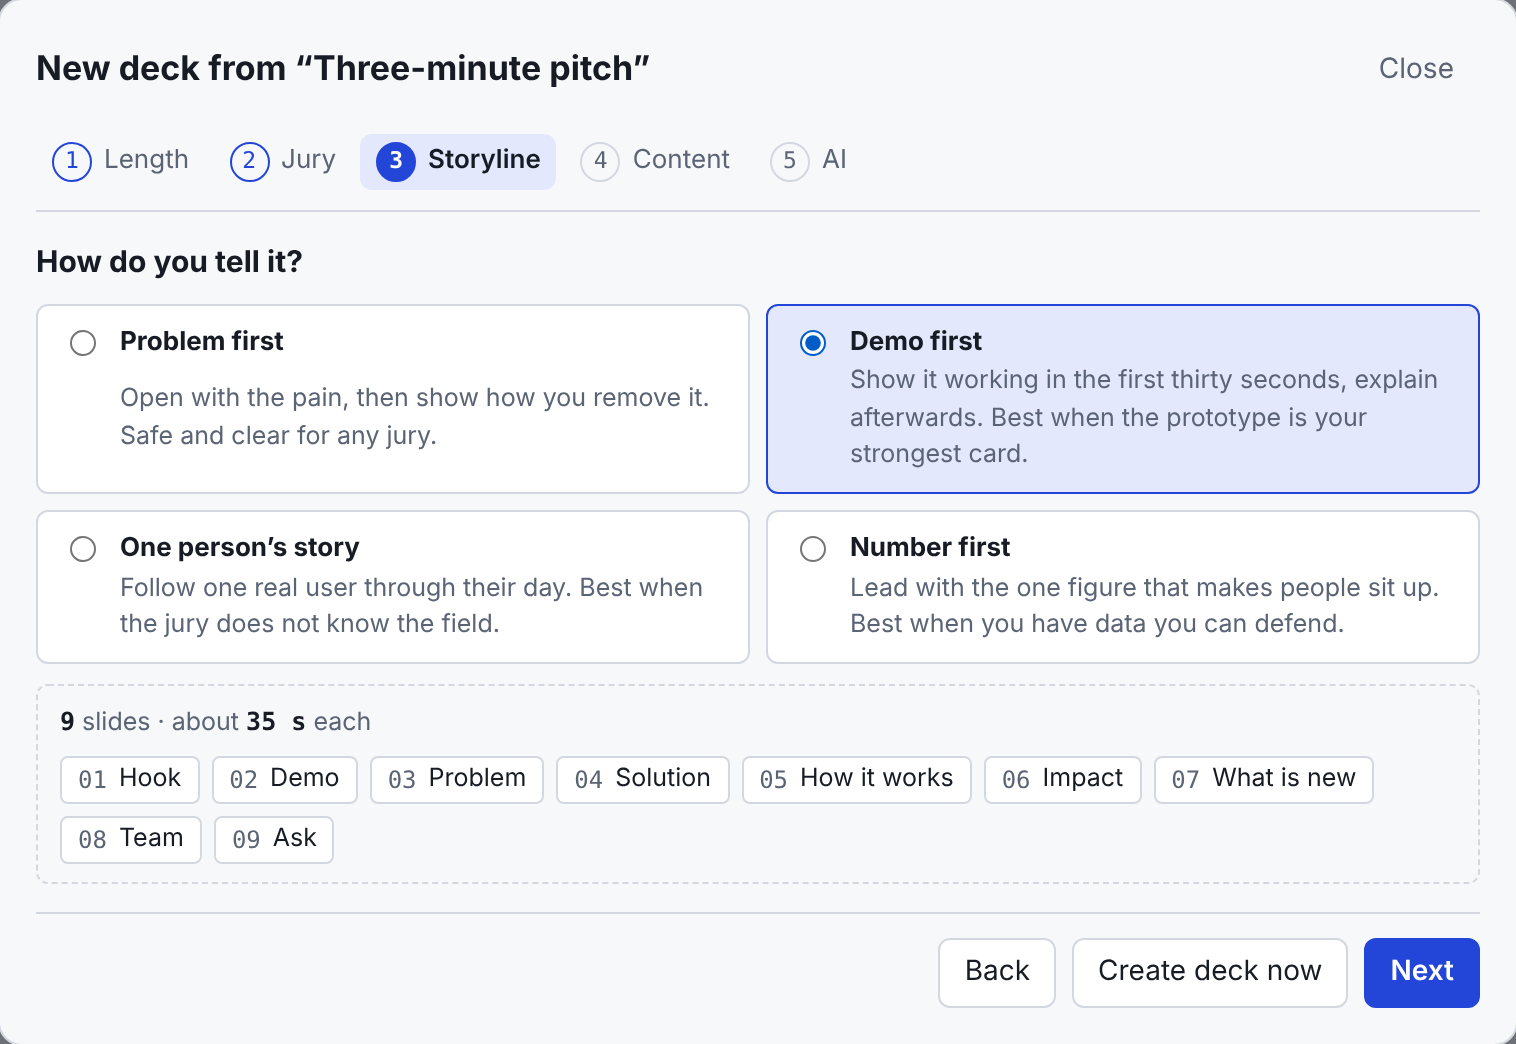 New deck from “Three-minute pitch”
Close
1 Length
2 Jury
3 Storyline
4 Content
5 AI
How do you tell it?
Problem first
Open with the pain, then show how you remove it.
Safe and clear for any jury.
Demo first
Show it working in the first thirty seconds, explain
afterwards. Best when the prototype is your
strongest card.
One person’s story
Follow one real user through their day. Best when
the jury does not know the field.
Number first
Lead with the one figure that makes people sit up.
Best when you have data you can defend.
9 slides · about 35 s each
01 Hook
02 Demo
03 Problem
04 Solution
05 How it works
06 Impact
07 What is new
08 Team
09 Ask
Back
Create deck now
Next